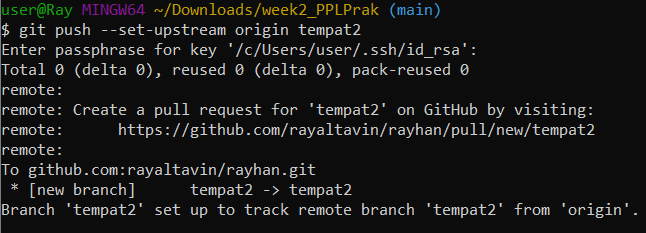 user@Ray MINGW64 ~/Downloads/week2_PPLPrak (main)
$ git push --set-upstream origin tempat2
Enter passphrase for key '/c/Users/user/.ssh/id_rsa':
Total 0 (delta 0), reused 0 (delta 0), pack-reused 0
remote:
remote: Create a pull request for 'tempat2' on GitHub by visiting:
remote:      https://github.com/rayaltavin/rayhan/pull/new/tempat2
remote:
To github.com:rayaltavin/rayhan.git
 * [new branch]      tempat2 -> tempat2
Branch 'tempat2' set up to track remote branch 'tempat2' from 'origin'.